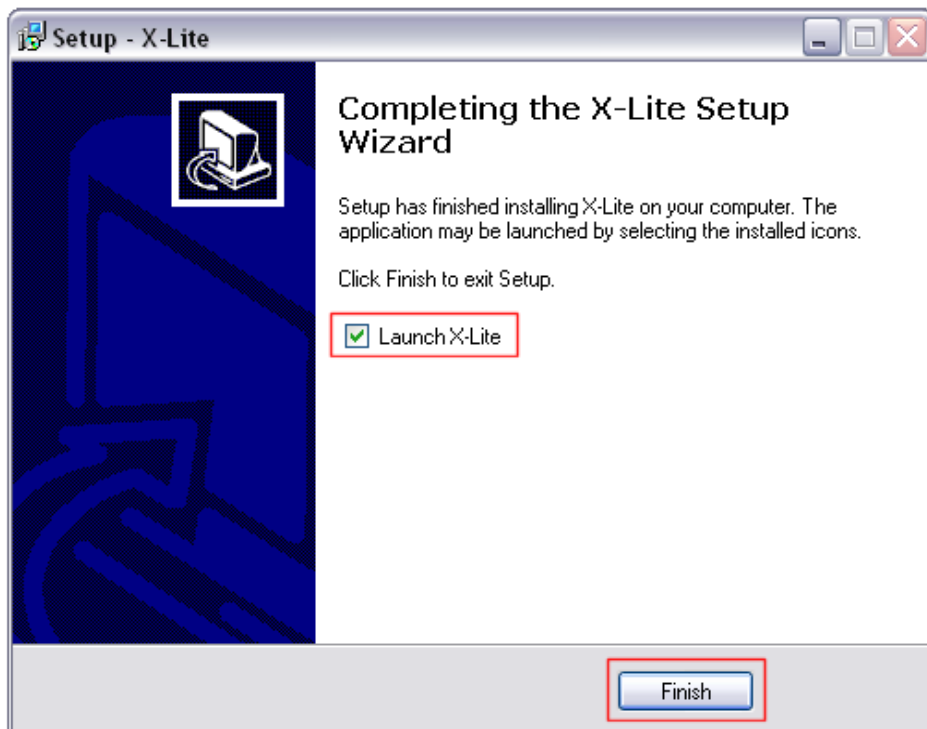 Setup - X-Lite
Completing the X-Lite Setup
Wizard
Setup has finished installing X-Lite on your computer. The
application may be launched by selecting the installed icons.
Click Finish to exit Setup.
Launch X-Lite
Finish